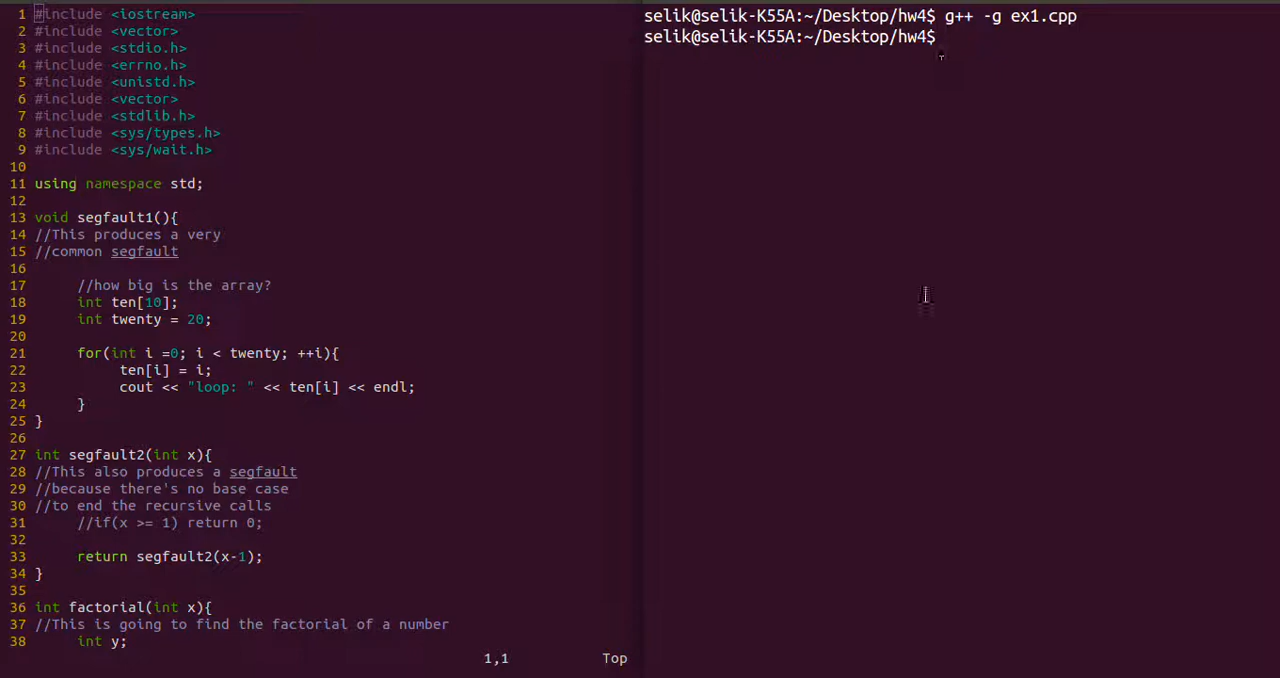 1 #include <iostream>
2 #include <vector>
3 #include <stdio.h>
4 #include <errno.h>
5 #include <unistd.h>
6 #include <vector>
7 #include <stdlib.h>
8 #include <sys/types.h>
9 #include <sys/wait.h>
10
11 using namespace std;
12
13 void segfault1(){
14 //This produces a very
15 //common segfault
16
17      //how big is the array?
18      int ten[10];
19      int twenty = 20;
20
21      for(int i =0; i < twenty; ++i){
22           ten[i] = i;
23           cout << "loop: " << ten[i] << endl;
24      }
25 }
26
27 int segfault2(int x){
28 //This also produces a segfault
29 //because there's no base case
30 //to end the recursive calls
31      //if(x >= 1) return 0;
32
33      return segfault2(x-1);
34 }
35
36 int factorial(int x){
37 //This is going to find the factorial of a number
38      int y;
1,1 Top
selik@selik-K55A:~/Desktop/hw4$ g++ -g ex1.cpp
selik@selik-K55A:~/Desktop/hw4$